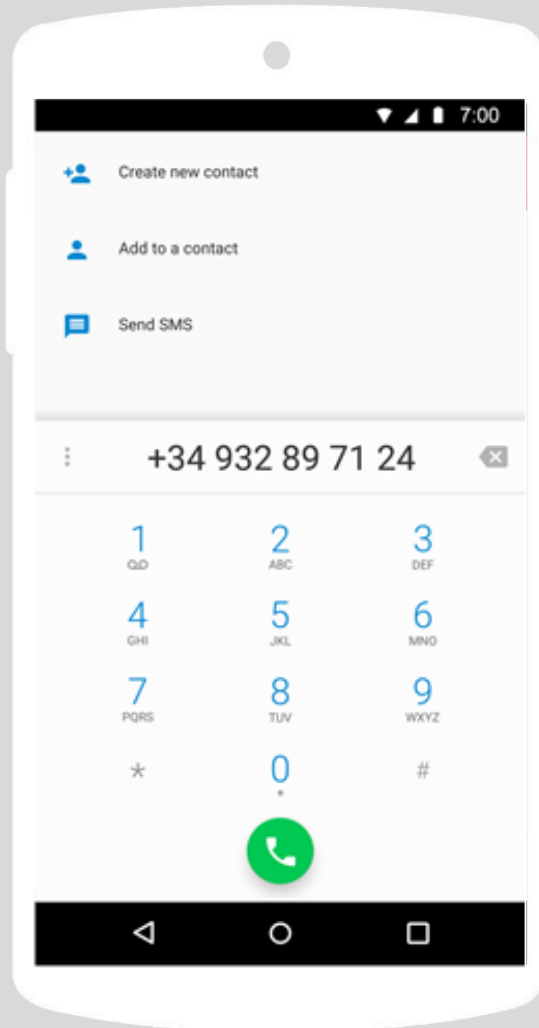 7:00
Create new contact
Add to a contact
Send SMS
+34 932 89 71 24
1 2 3
ABC DEF
4 5 6
GHI JKL MNO
7 8 9
PQRS TUV WXYZ
* 0 #